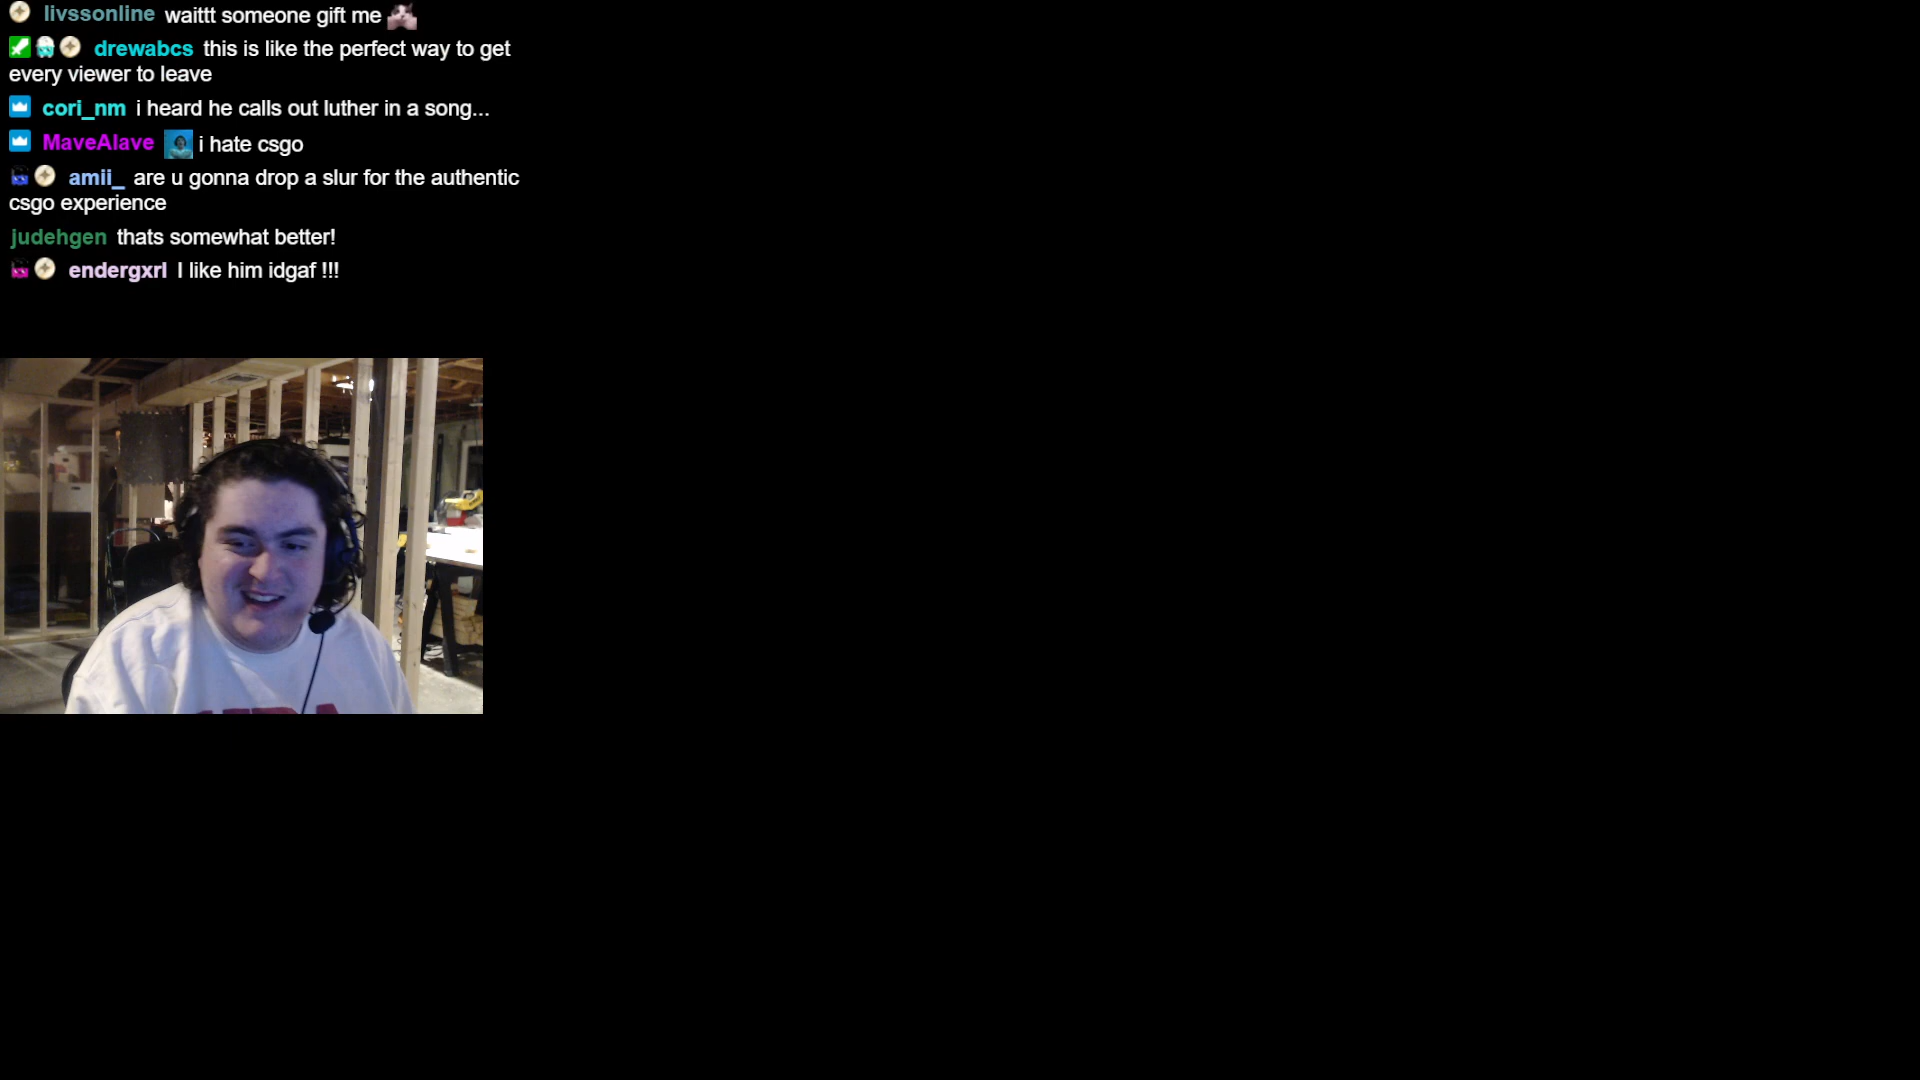 livssonline waittt someone gift me
drewabcs this is like the perfect way to get
every viewer to leave
cori_nm i heard he calls out luther in a song...
MaveAlave i hate csgo
amii_ are u gonna drop a slur for the authentic
csgo experience
judehgen thats somewhat better!
endergxrl I like him idgaf !!!